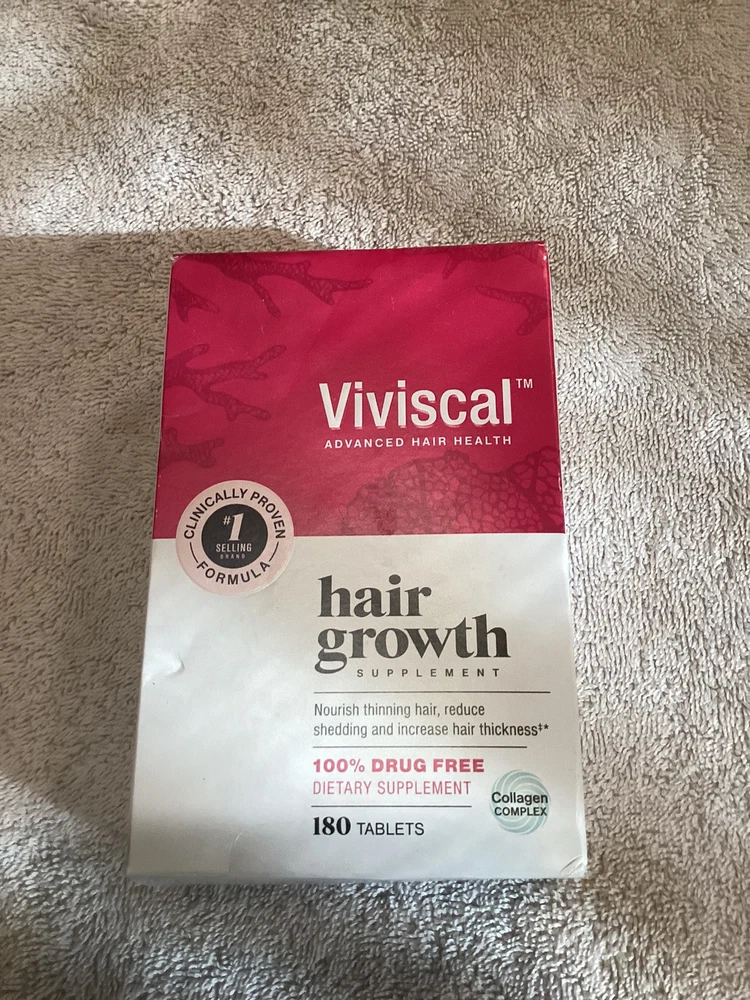 Viviscal™
ADVANCED HAIR HEALTH
CLINICALLY PROVEN
#1
SELLING
BRAND
FORMULA
hair
growth
SUPPLEMENT
Nourish thinning hair, reduce
shedding and increase hair thickness‡*
100% DRUG FREE
DIETARY SUPPLEMENT
Collagen
COMPLEX
180 TABLETS